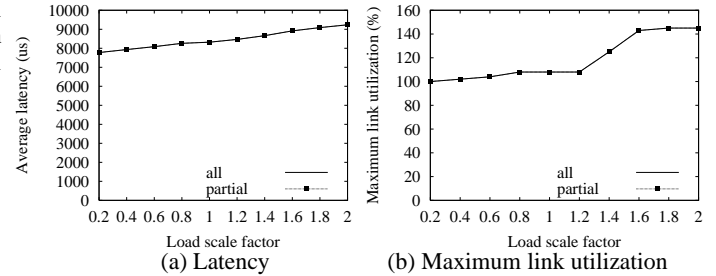 10000
9000
8000
7000
6000
5000
4000
3000
2000
1000
0
Average latency (us)
all
partial
0.2 0.4 0.6 0.8 1 1.2 1.4 1.6 1.8 2
Load scale factor
(a) Latency
160
140
120
100
80
60
40
20
0
Maximum link utilization (%)
all
partial
0.2 0.4 0.6 0.8 1 1.2 1.4 1.6 1.8 2
Load scale factor
(b) Maximum link utilization